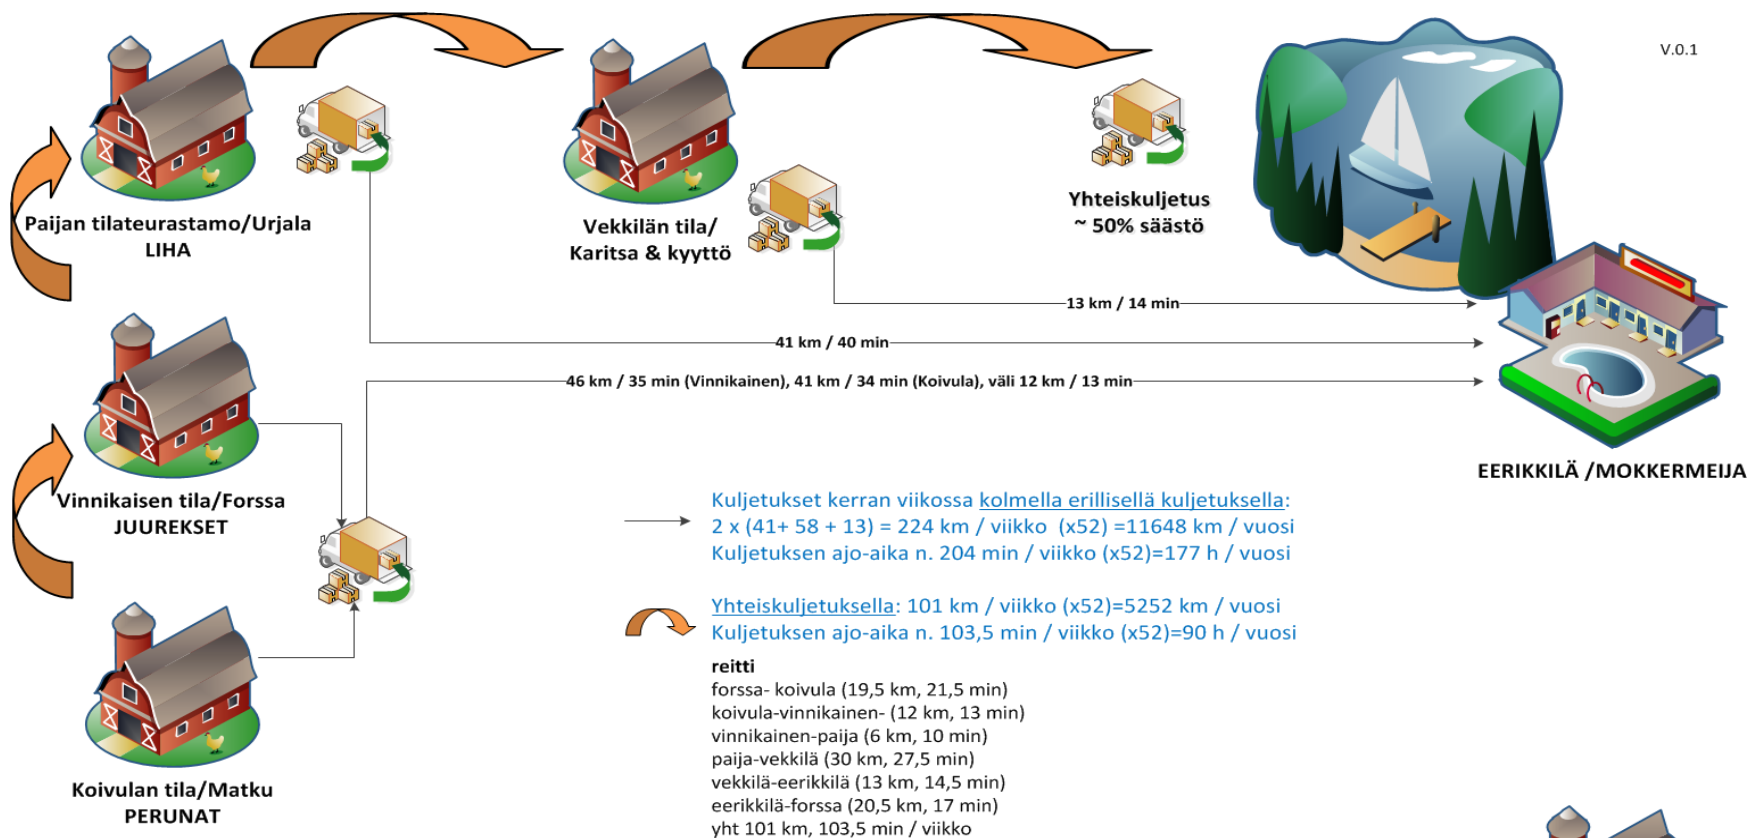 V.0.1
Paijan tilateurastamo/Urjala
LIHA
Vekkilän tila/
Karitsa & kyyttö
Yhteiskuljetus
~ 50% säästö
13 km / 14 min
41 km / 40 min
46 km / 35 min (Vinnikainen), 41 km / 34 min (Koivula), väli 12 km / 13 min
EERIKKILÄ /MOKKERMEIJA
Vinnikaisen tila/Forssa
JUUREKSET
Koivulan tila/Matku
PERUNAT
Kuljetukset kerran viikossa kolmella erillisellä kuljetuksella:
2 x (41+ 58 + 13) = 224 km / viikko (x52) =11648 km / vuosi
Kuljetuksen ajo-aika n. 204 min / viikko (x52)=177 h / vuosi
Yhteiskuljetuksella: 101 km / viikko (x52)=5252 km / vuosi
Kuljetuksen ajo-aika n. 103,5 min / viikko (x52)=90 h / vuosi
reitti
forssa- koivula (19,5 km, 21,5 min)
koivula-vinnikainen- (12 km, 13 min)
vinnikainen-paija (6 km, 10 min)
paija-vekkilä (30 km, 27,5 min)
vekkilä-eerikkilä (13 km, 14,5 min)
eerikkilä-forssa (20,5 km, 17 min)
yht 101 km, 103,5 min / viikko